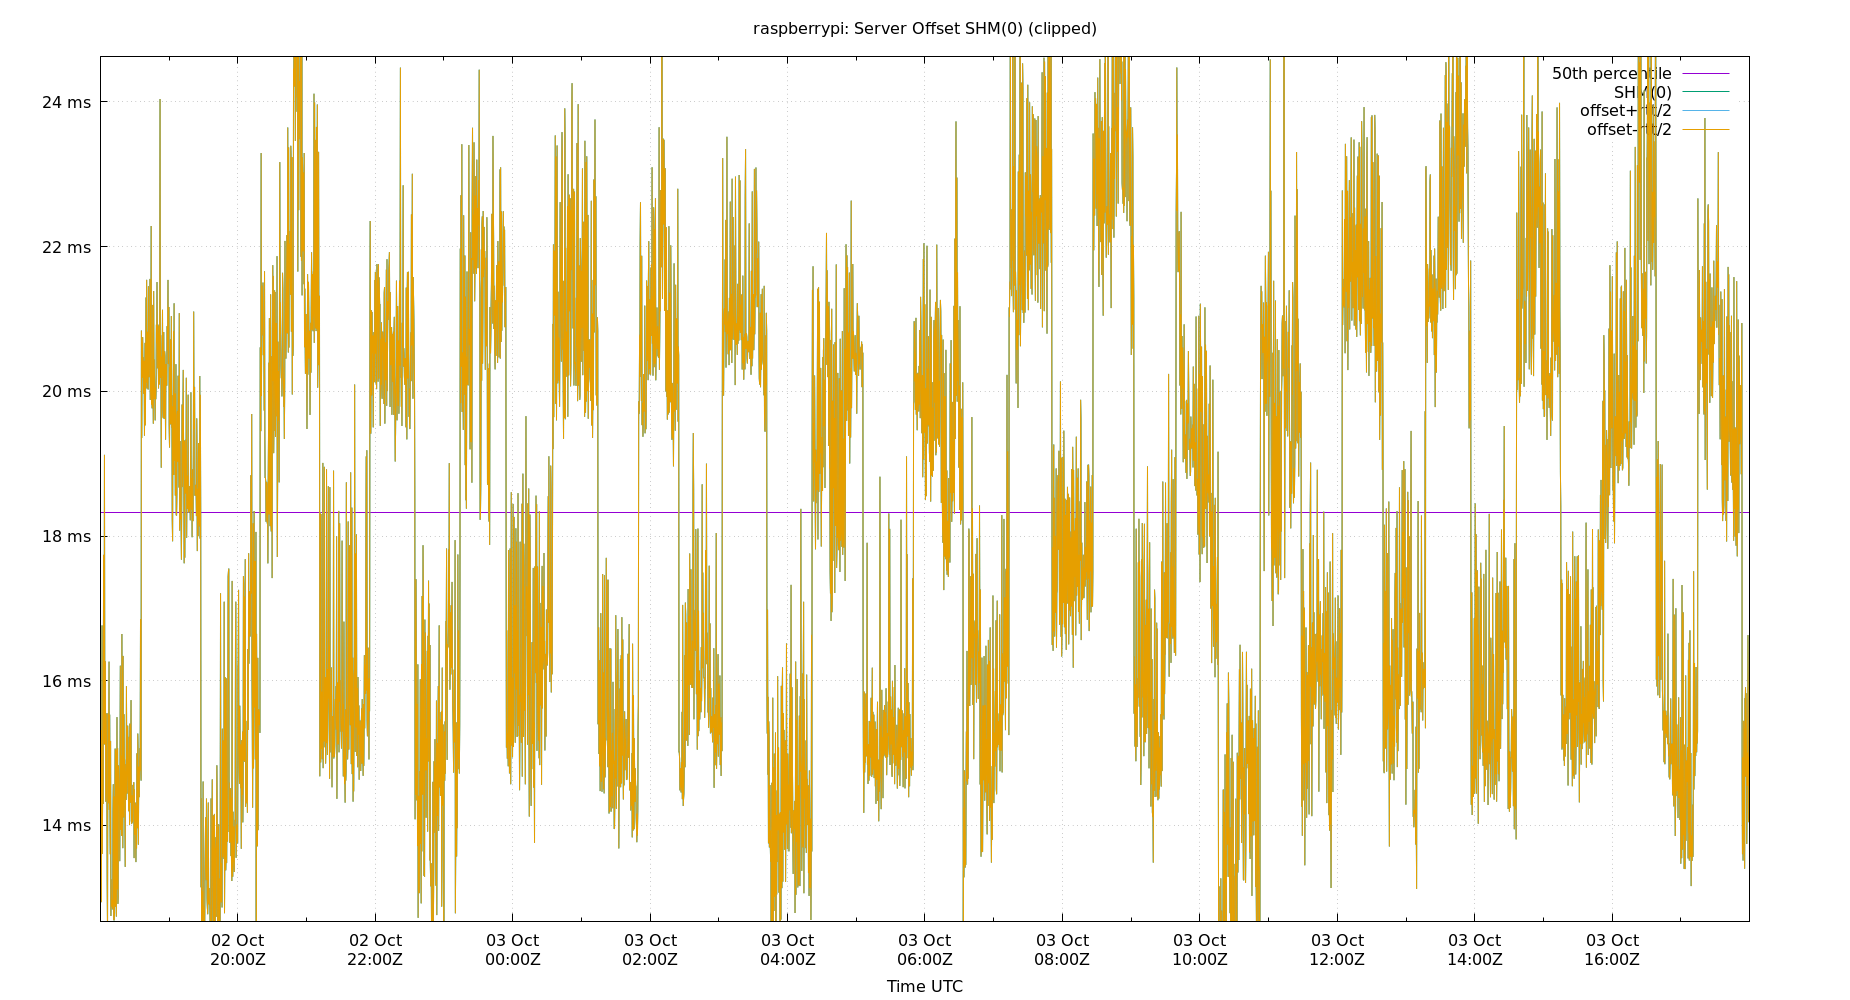 raspberrypi: Server Offset SHM(0) (clipped)
50th percentile
SHM(0)
offset+rtt/2
offset-rtt/2
24 ms
22 ms
20 ms
18 ms
16 ms
14 ms
02 Oct
20:00Z
02 Oct
22:00Z
03 Oct
00:00Z
03 Oct
02:00Z
03 Oct
04:00Z
03 Oct
06:00Z
03 Oct
08:00Z
03 Oct
10:00Z
03 Oct
12:00Z
03 Oct
14:00Z
03 Oct
16:00Z
Time UTC